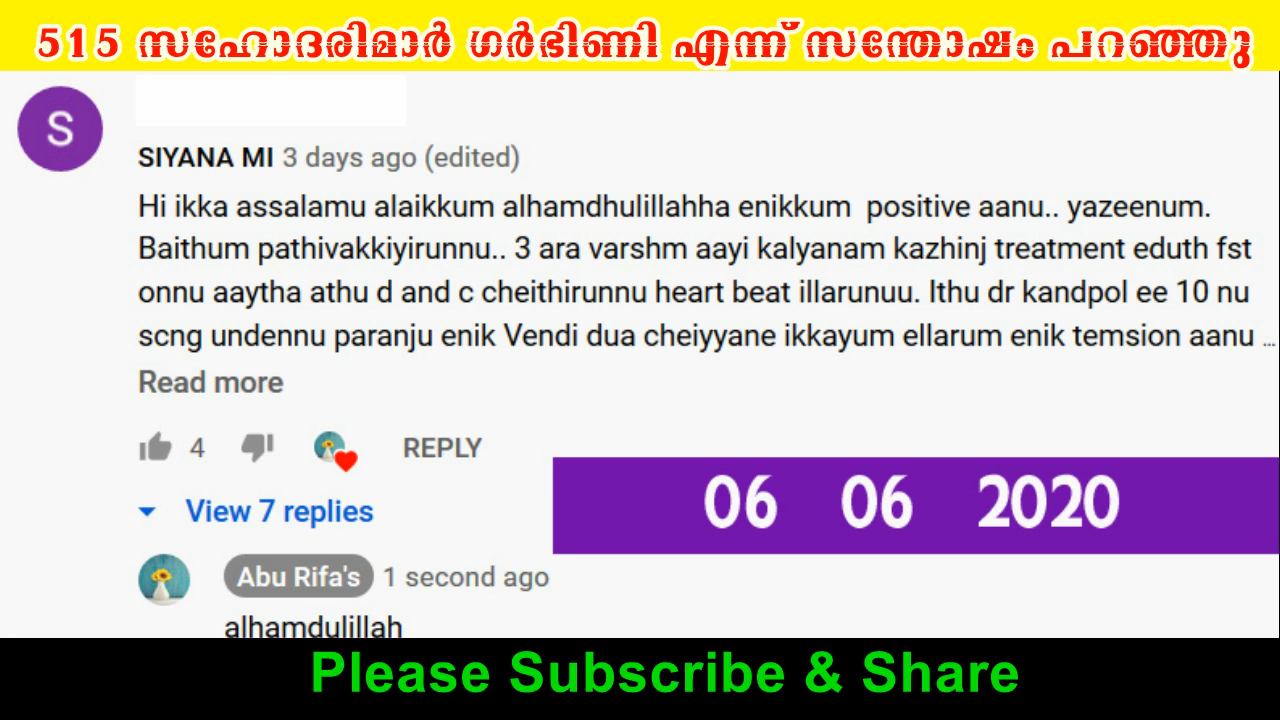 515 സഹോദരിമാർ ഗർഭിണി എന്ന് സന്തോഷം പറഞ്ഞു
S
SIYANA MI 3 days ago (edited)
Hi ikka assalamu alaikkum alhamdhulillahha enikkum positive aanu.. yazeenum.
Baithum pathivakkiyirunnu.. 3 ara varshm aayi kalyanam kazhinj treatment eduth fst
onnu aaytha athu d and c cheithirunnu heart beat illarunuu. Ithu dr kandpol ee 10 nu
scng undennu paranju enik Vendi dua cheiyyane ikkayum ellarum enik temsion aanu ...
Read more
4 REPLY
View 7 replies
06 06 2020
Abu Rifa's 1 second ago
alhamdulillah
Please Subscribe & Share